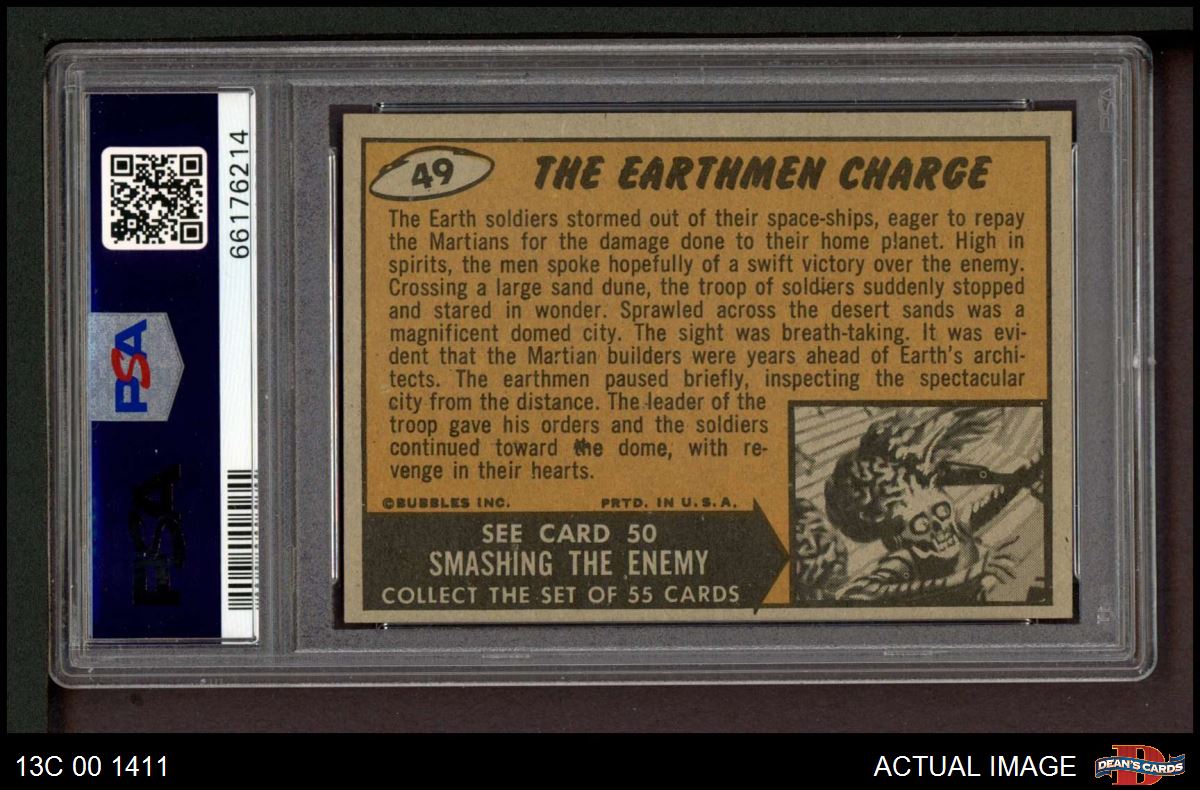 66176214
PSA
PSA
PSA
49
THE EARTHMEN CHARGE
The Earth soldiers stormed out of their space-ships, eager to repay
the Martians for the damage done to their home planet. High in
spirits, the men spoke hopefully of a swift victory over the enemy.
Crossing a large sand dune, the troop of soldiers suddenly stopped
and stared in wonder. Sprawled across the desert sands was a
magnificent domed city. The sight was breath-taking. It was evi-
dent that the Martian builders were years ahead of Earth's archi-
tects. The earthmen paused briefly, inspecting the spectacular
city from the distance. The leader of the
troop gave his orders and the soldiers
continued toward the dome, with re-
venge in their hearts.
©BUBBLES INC. PRTD. IN U.S.A.
SEE CARD 50
SMASHING THE ENEMY
COLLECT THE SET OF 55 CARDS
13C 00 1411
ACTUAL IMAGE
D
DEAN'S CARDS